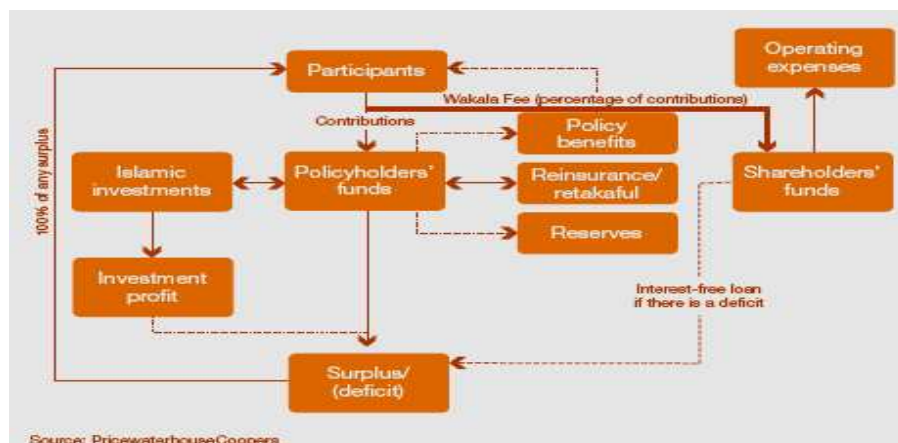 Operating
expenses
Participants
Wakala Fee (percentage of contributions)
Contributions
Policy
benefits
Islamic
investments
Policyholders'
funds
Reinsurance/
retakaful
Shareholders'
funds
Reserves
100% of any surplus
Investment
profit
Interest-free loan
if there is a deficit
Surplus/
(deficit)
Source: PricewaterhouseCoopers